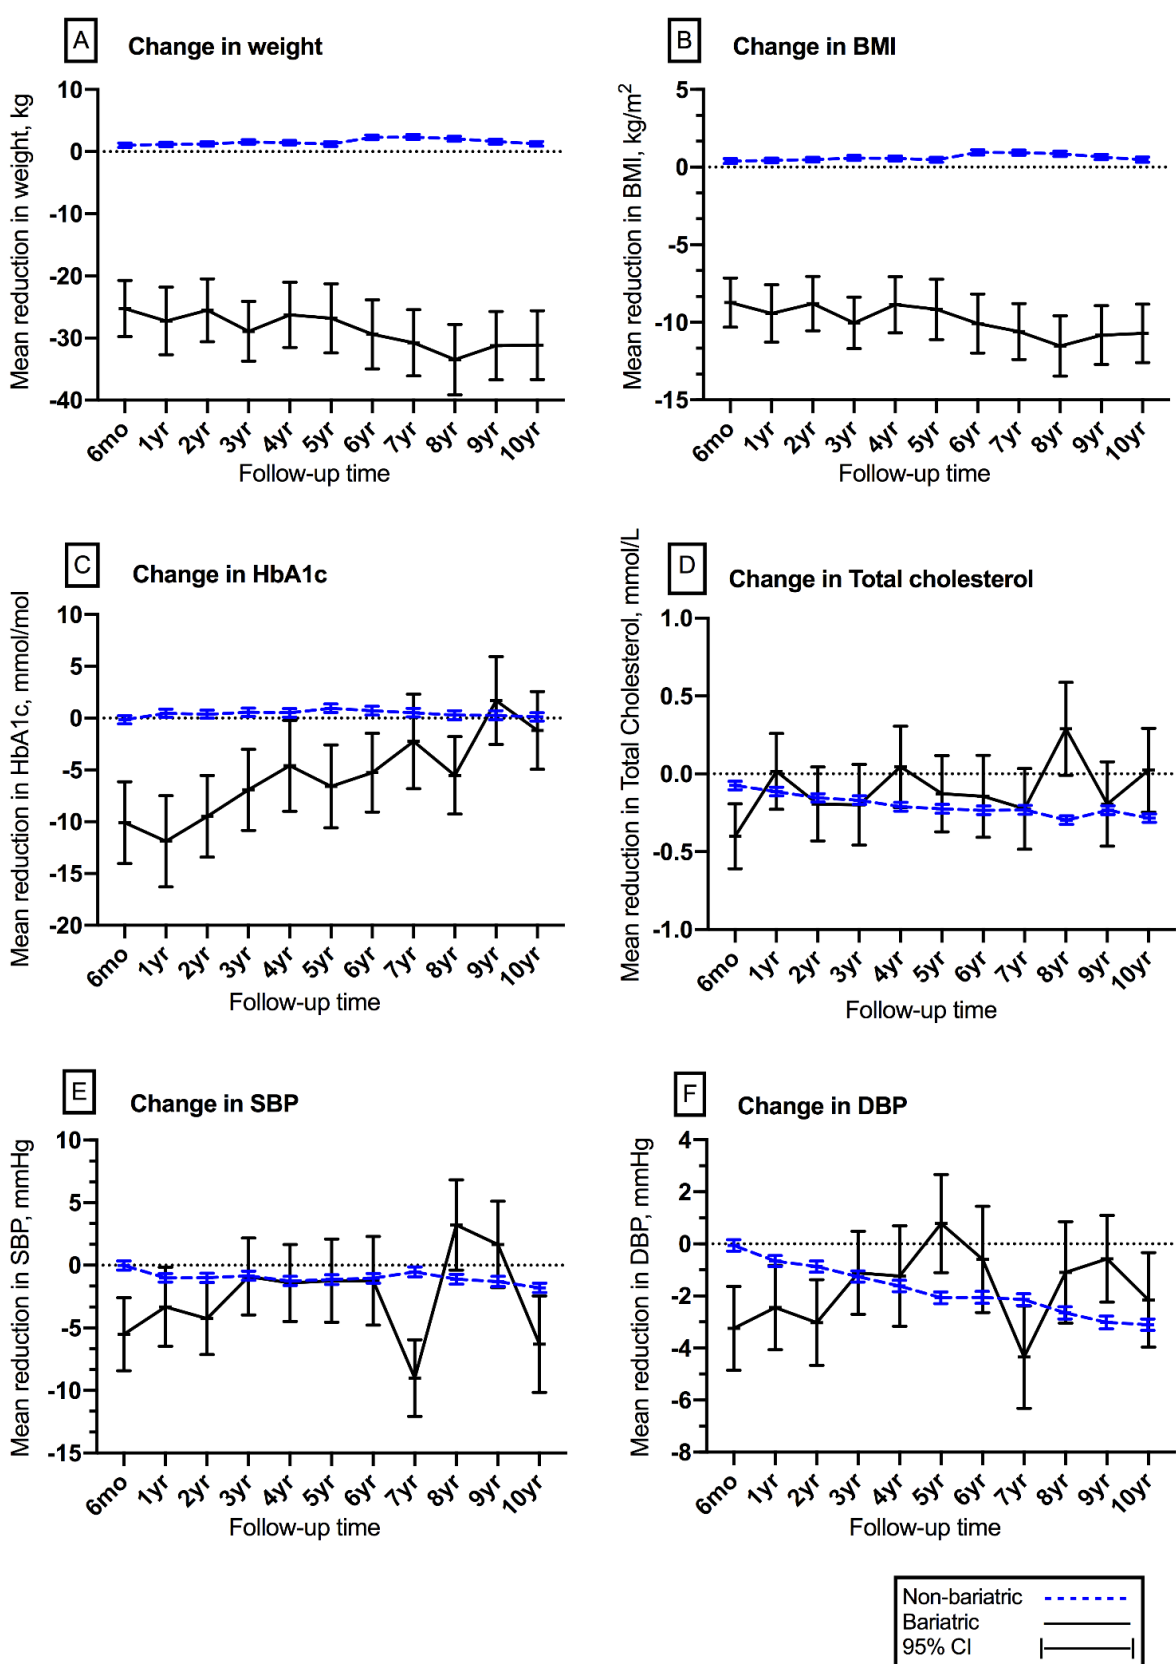 A Change in weight
Mean reduction in weight, kg
10
0
-10
-20
-30
-40
6mo 1yr 2yr 3yr 4yr 5yr 6yr 7yr 8yr 9yr 10yr
Follow-up time
B Change in BMI
Mean reduction in BMI, kg/m²
5
0
-5
-10
-15
6mo 1yr 2yr 3yr 4yr 5yr 6yr 7yr 8yr 9yr 10yr
Follow-up time
C Change in HbA1c
Mean reduction in HbA1c, mmol/mol
10
5
0
-5
-10
-15
-20
6mo 1yr 2yr 3yr 4yr 5yr 6yr 7yr 8yr 9yr 10yr
Follow-up time
D Change in Total cholesterol
Mean reduction in Total Cholesterol, mmol/L
1.0
0.5
0.0
-0.5
-1.0
6mo 1yr 2yr 3yr 4yr 5yr 6yr 7yr 8yr 9yr 10yr
Follow-up time
E Change in SBP
Mean reduction in SBP, mmHg
10
5
0
-5
-10
-15
6mo 1yr 2yr 3yr 4yr 5yr 6yr 7yr 8yr 9yr 10yr
Follow-up time
F Change in DBP
Mean reduction in DBP, mmHg
4
2
0
-2
-4
-6
-8
6mo 1yr 2yr 3yr 4yr 5yr 6yr 7yr 8yr 9yr 10yr
Follow-up time
Non-bariatric
Bariatric
95% CI